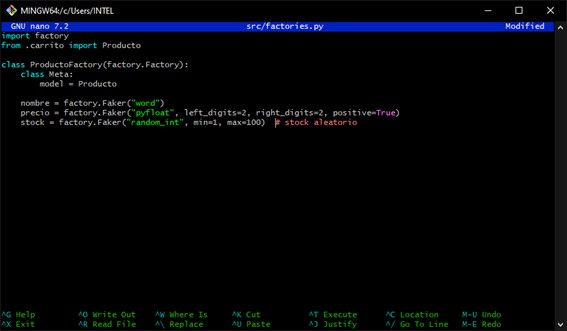 MINGW64:/c/Users/INTEL
GNU nano 7.2 src/factories.py Modified
import factory
from .carrito import Producto
class ProductoFactory(factory.Factory):
    class Meta:
        model = Producto
    nombre = factory.Faker("word")
    precio = factory.Faker("pyfloat", left_digits=2, right_digits=2, positive=True)
    stock = factory.Faker("random_int", min=1, max=100)  # stock aleatorio
^G Help ^O Write Out ^W Where Is ^K Cut ^T Execute ^C Location M-U Undo
^X Exit ^R Read File ^\ Replace ^U Paste ^J Justify ^/ Go To Line M-E Redo